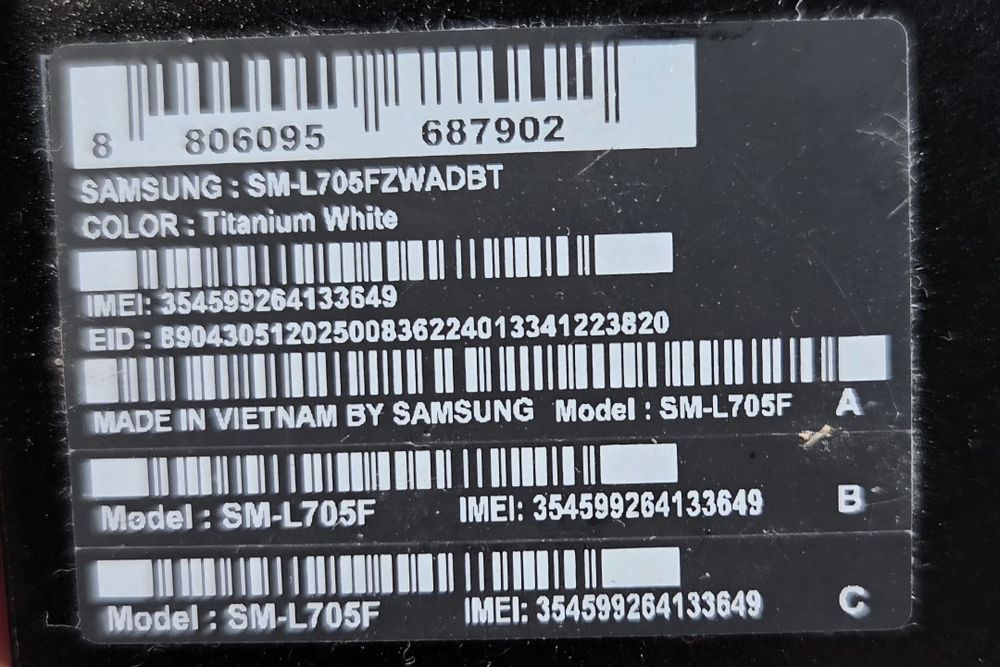 8 806095 687902
SAMSUNG : SM-L705FZWADBT
COLOR : Titanium White
IMEI: 354599264133649
EID : 89043051202500836224013341223820
MADE IN VIETNAM BY SAMSUNG Model : SM-L705F A
Model : SM-L705F IMEI: 354599264133649 B
Model : SM-L705F IMEI: 354599264133649 C